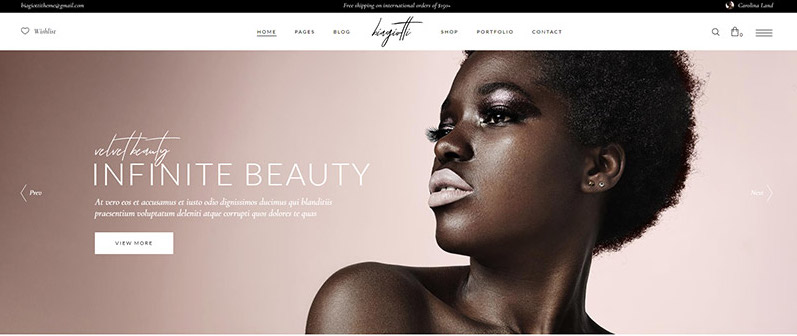 biagiottitheme@gmail.com
Free shipping on international orders of $150+
Carolina Land
Wishlist
HOME
PAGES
BLOG
biagiotti
SHOP
PORTFOLIO
CONTACT
0
velvet beauty
INFINITE BEAUTY
At vero eos et accusamus et iusto odio dignissimos ducimus qui blanditiis
praesentium voluptatum deleniti atque corrupti quos dolores te quas
Prev
Next
VIEW MORE